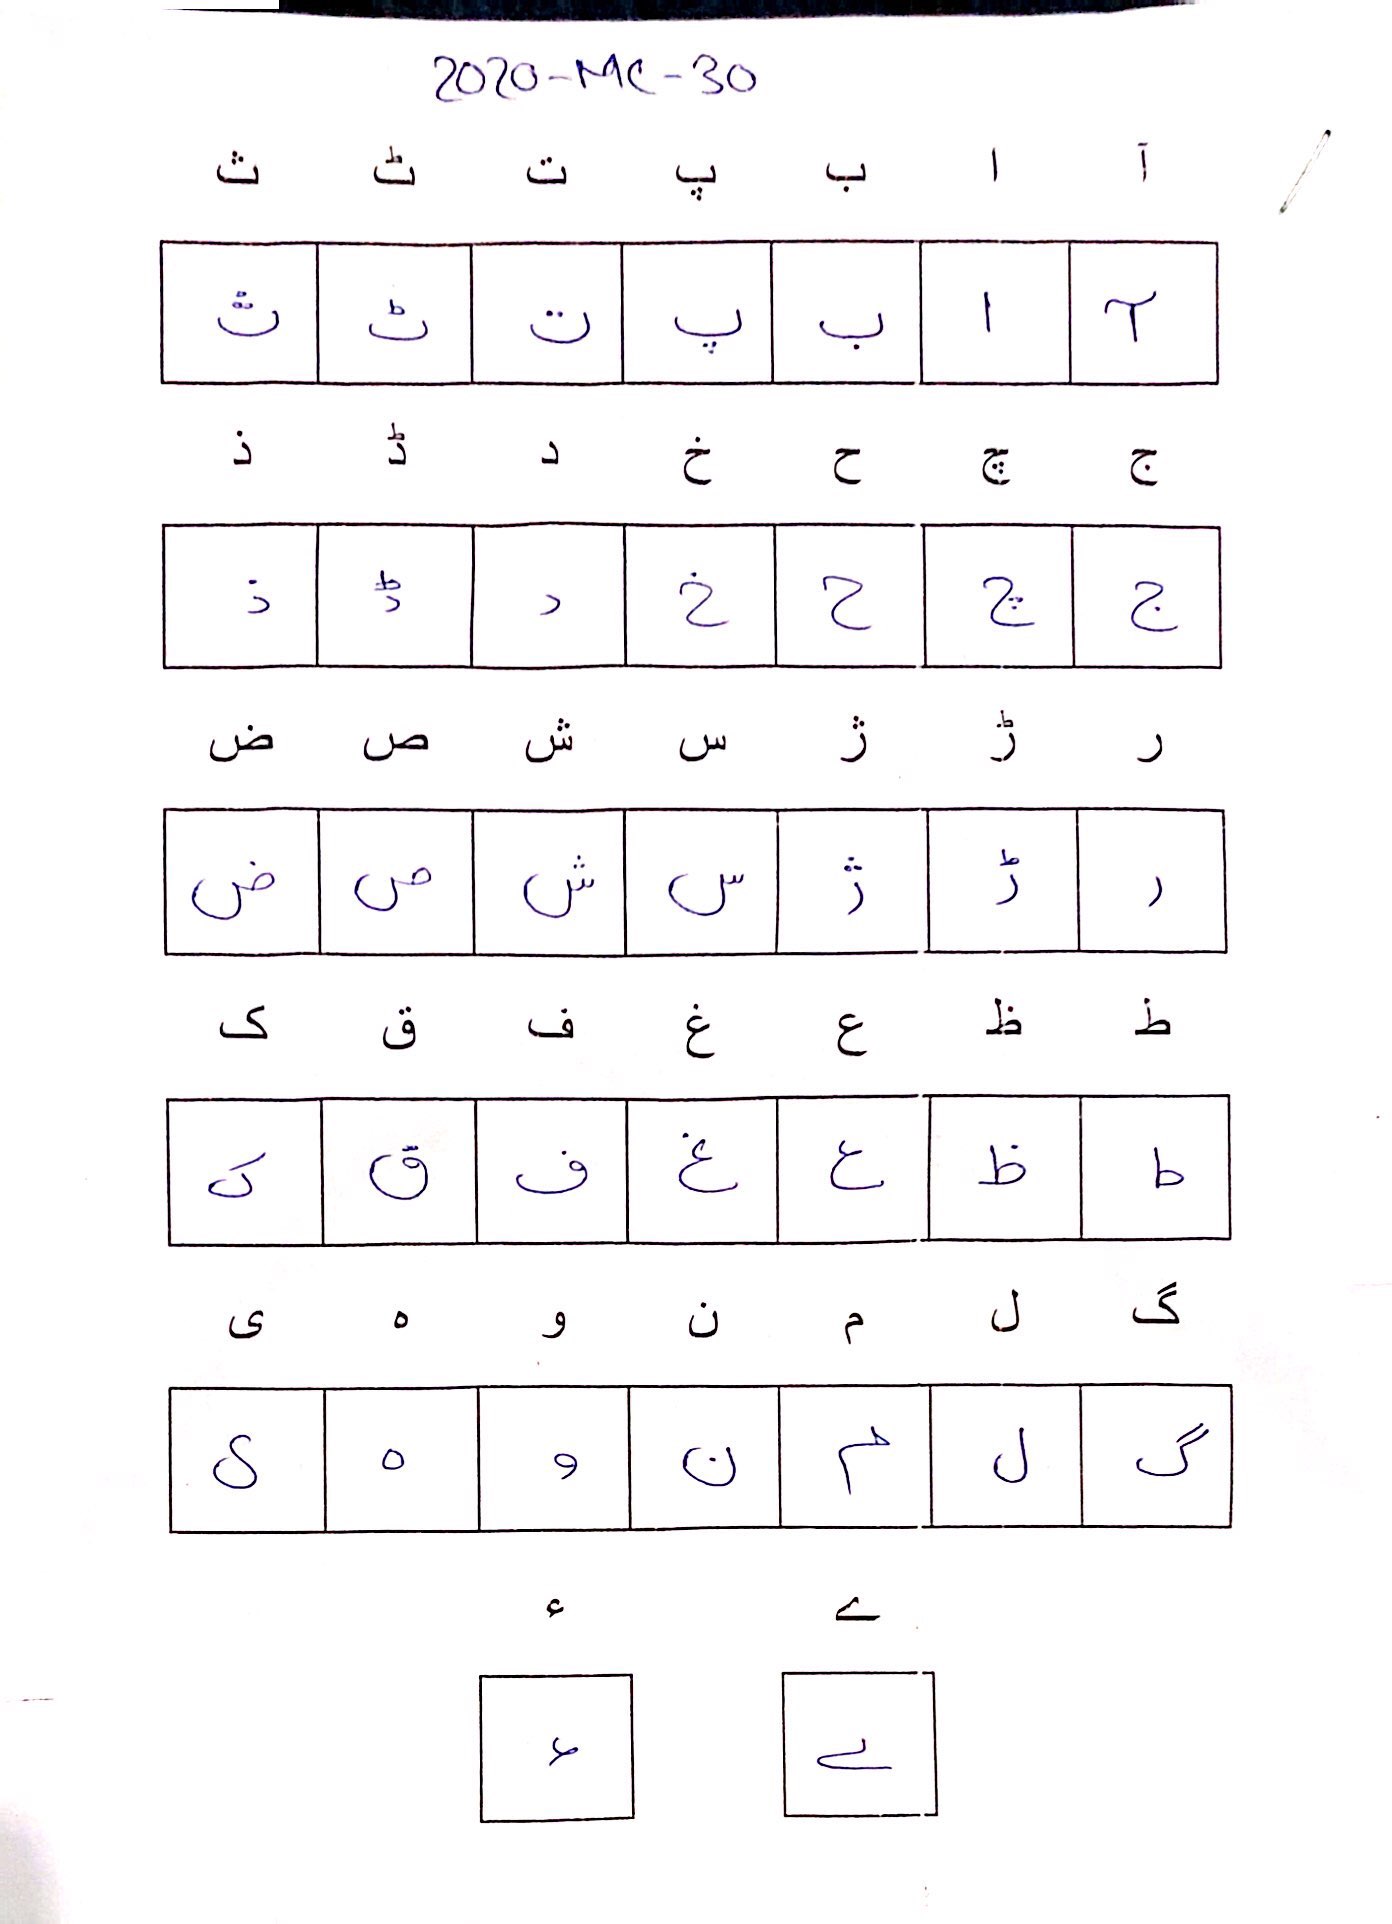 2020-MC-30
آ ا ب پ ت ٹ ث
آ ا ب پ ت ٹ ث
ج چ ح خ د ڈ ذ
ج چ ح خ د ڈ ذ
ر ڑ ژ س ش ص ض
ر ڑ ژ س ش ص ض
ط ظ ع غ ف ق ک
ط ظ ع غ ف ق ک
گ ل م ن و ہ ی
گ ل م ن و ہ ی
ے ء
ے ء